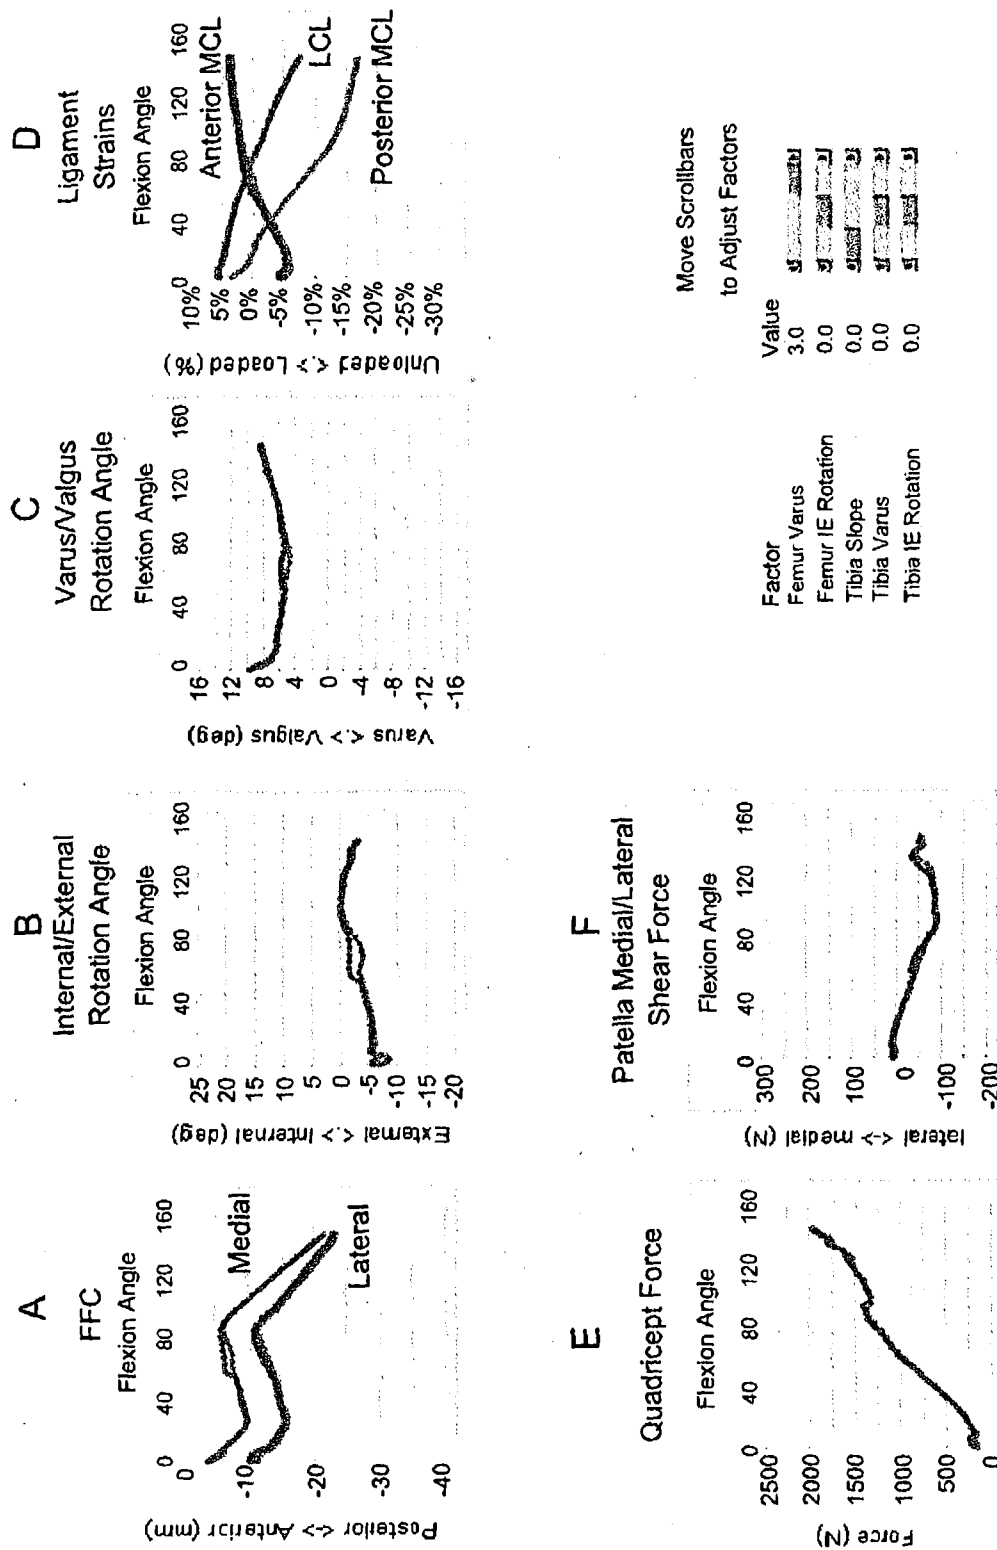 A
FFC
Flexion Angle
0 40 80 120 160
0
-10
-20
-30
-40
Posterior <-> Anterior (mm)
Medial
Lateral
B
Internal/External
Rotation Angle
Flexion Angle
0 40 80 120 160
25
20
15
10
5
0
-5
-10
-15
-20
External <.> Internal (deg)
C
Varus/Valgus
Rotation Angle
Flexion Angle
0 40 80 120 160
16
12
8
4
0
-4
-8
-12
-16
Varus <.> Valgus (deg)
D
Ligament
Strains
Flexion Angle
0 40 80 120 160
10%
5%
0%
-5%
-10%
-15%
-20%
-25%
-30%
Unloaded <.> Loaded (%)
Anterior MCL
LCL
Posterior MCL
E
Quadricept Force
Flexion Angle
0 40 80 120 160
2500
2000
1500
1000
500
0
Force (N)
F
Patella Medial/Lateral
Shear Force
Flexion Angle
0 40 80 120 160
300
200
100
0
-100
-200
lateral <-> medial (N)
Move Scrollbars
to Adjust Factors
Factor Value
Femur Varus 3.0
Femur IE Rotation 0.0
Tibia Slope 0.0
Tibia Varus 0.0
Tibia IE Rotation 0.0